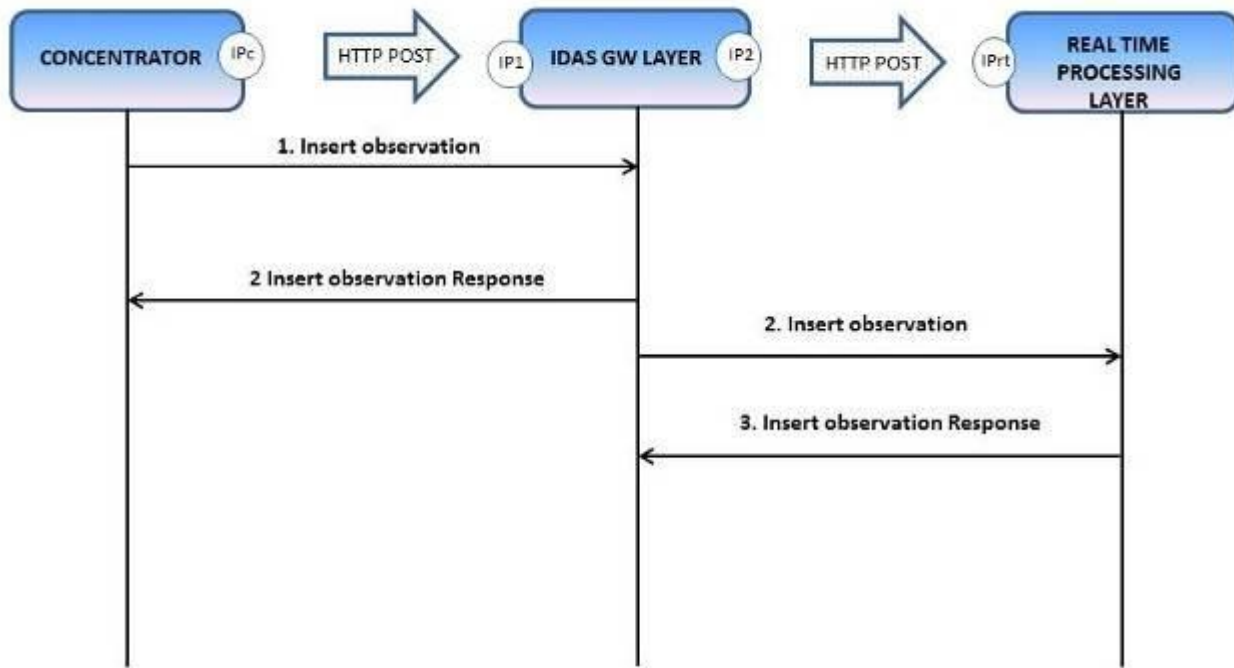 CONCENTRATOR
IPc
HTTP POST
IP1
IDAS GW LAYER
IP2
HTTP POST
IPrt
REAL TIME
PROCESSING
LAYER
1. Insert observation
2 Insert observation Response
2. Insert observation
3. Insert observation Response